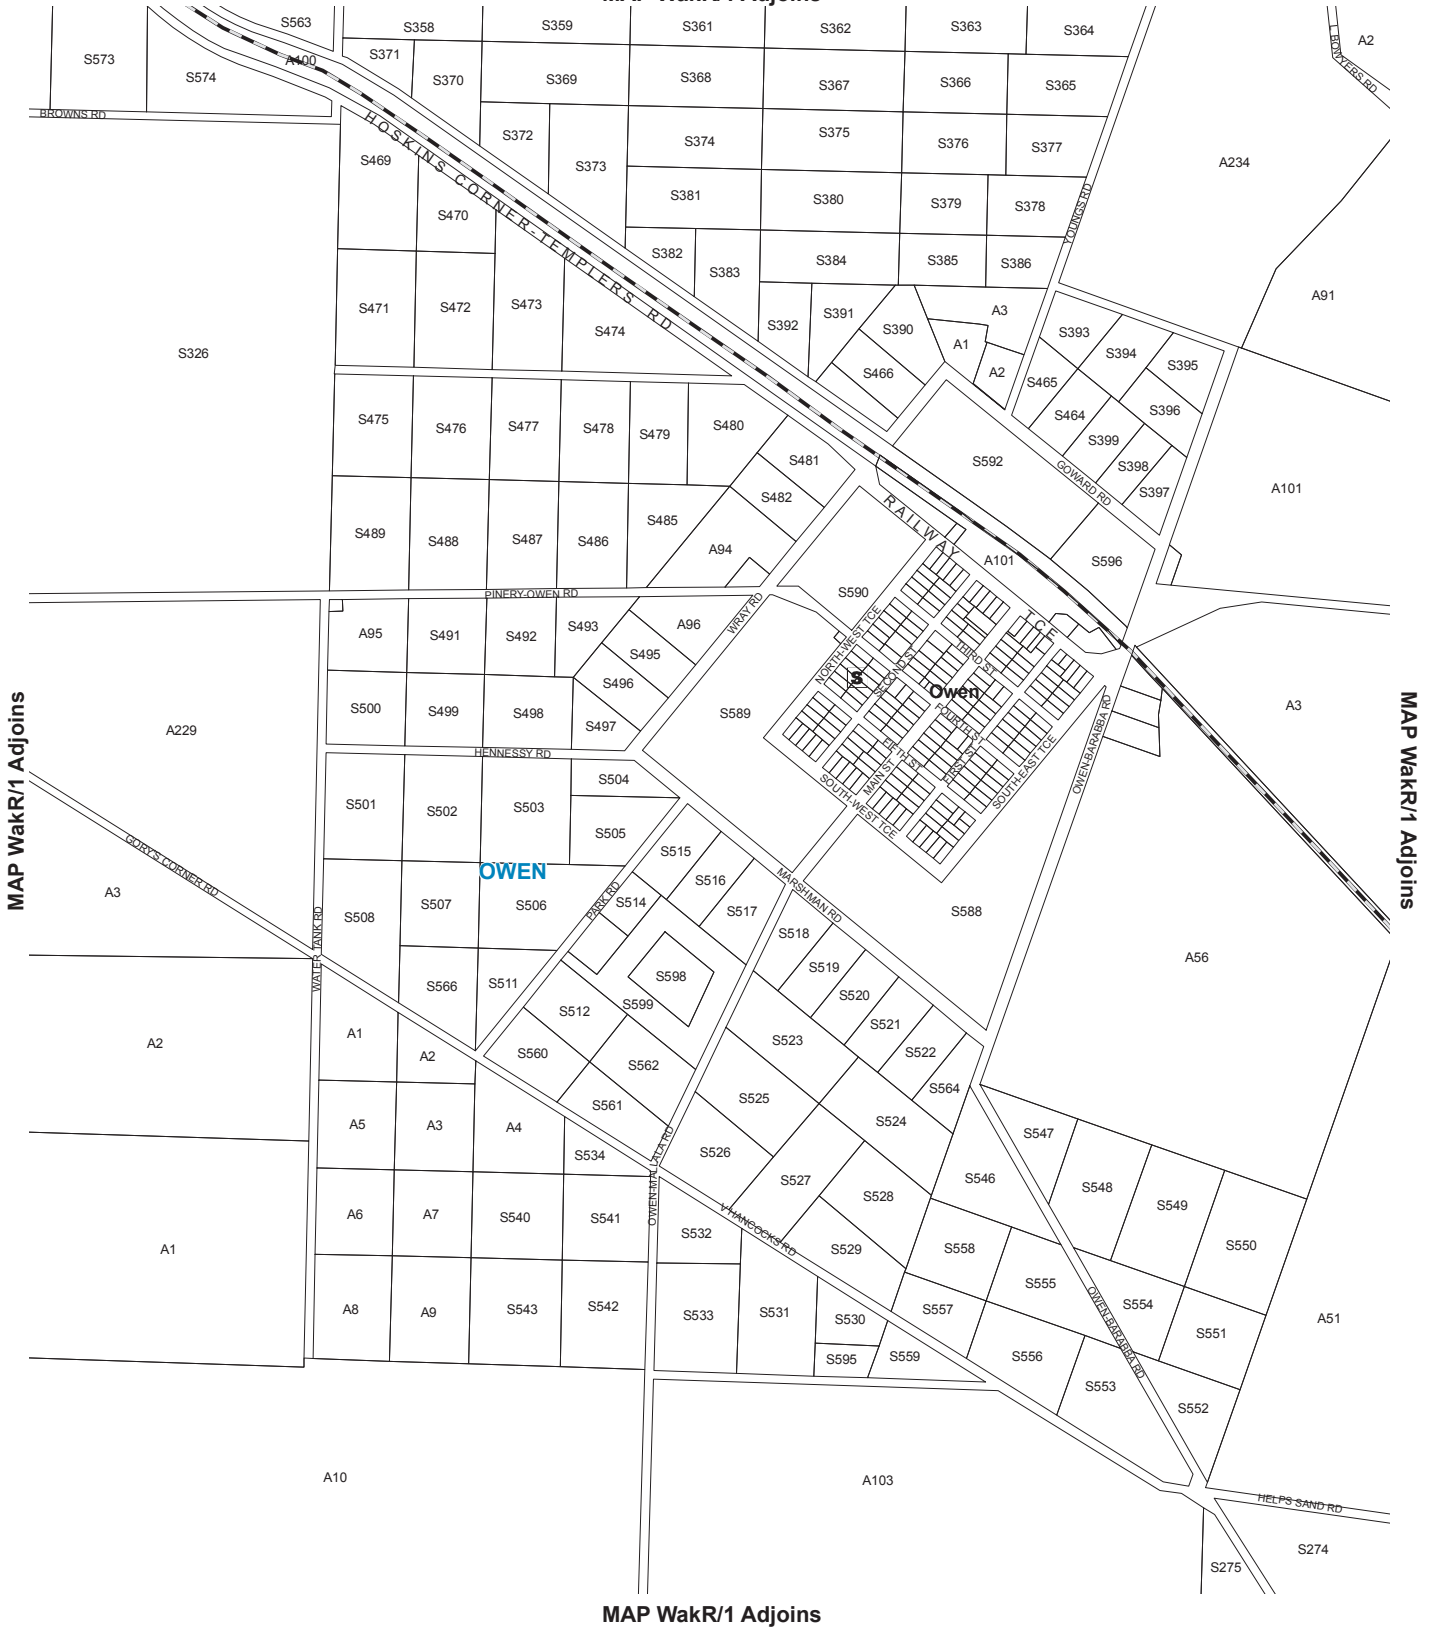 S563
S358
S359
S361
S362
S363
S364
A2
L BOWYERS RD
S573
S574
A100
S371
S370
S369
S368
S367
S366
S365
BROWNS RD
HOSKINS CORNER-TEMPLERS RD
S469
S372
S373
S374
S375
S376
S377
A234
S470
S381
S380
S379
S378
YOUNGS RD
S382
S383
S384
S385
S386
S471
S472
S473
S474
S392
S391
S390
A3
A91
S326
A1
A2
S466
S393
S394
S395
S465
S464
S396
S399
S398
S397
S475
S476
S477
S478
S479
S480
S481
S482
S592
GOWARD RD
A101
S489
S488
S487
S486
S485
A94
RAILWAY TCE
A101
S596
PINERY-OWEN RD
S590
WRAY RD
A95
S491
S492
S493
A96
S495
S496
S497
NORTH-WEST TCE
SECOND ST
THIRD ST
S
Owen
S500
S499
S498
S589
FOURTH ST
FIFTH ST
FIRST ST
MAIN ST
SOUTH-WEST TCE
SOUTH-EAST TCE
OWEN-BARABBA RD
A3
A229
HENNESSY RD
MAP WakR/1 Adjoins
MAP WakR/1 Adjoins
S504
S501
S502
S503
S505
GORY'S CORNER RD
A3
OWEN
S515
S516
S517
S514
PARK RD
MARSHMAN RD
S508
S507
S506
S588
WATER TANK RD
S518
S519
S520
S521
S522
S564
A56
S566
S511
S598
S599
S512
A2
A1
A2
S560
S562
S523
S561
S525
S524
A5
A3
A4
S534
OWEN-MALLALA RD
S526
S547
S527
S528
S546
S548
S549
S550
A6
A7
S540
S541
S532
V HANCOCKS RD
A1
S529
S558
S555
S554
S551
OWEN-BARABBA RD
A8
A9
S543
S542
S533
S531
S530
S557
A51
S595
S559
S556
S553
S552
A10
A103
HELPS SAND RD
S274
S275
MAP WakR/1 Adjoins